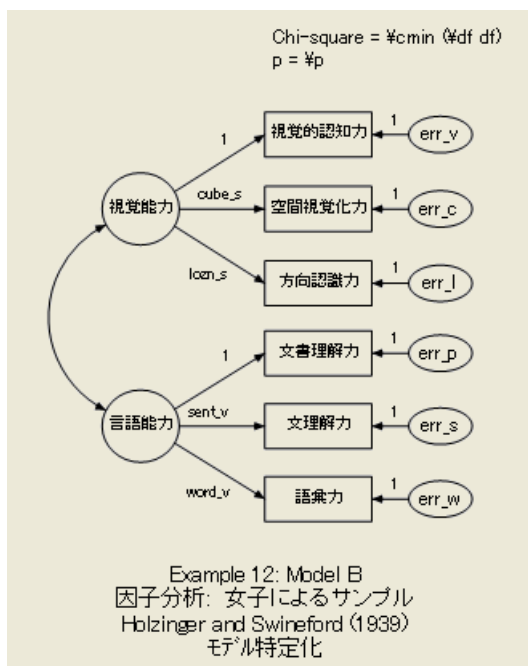 Chi-square = ¥cmin (¥df df)
p = ¥p
1
視覚的認知力
1
err_v
視覚能力
cube_s
空間視覚化力
1
err_c
lozn_s
方向認識力
1
err_l
1
文書理解力
1
err_p
言語能力
sent_v
文理解力
1
err_s
word_v
語彙力
1
err_w
Example 12: Model B
因子分析: 女子によるサンプル
Holzinger and Swineford (1939)
モデル特定化